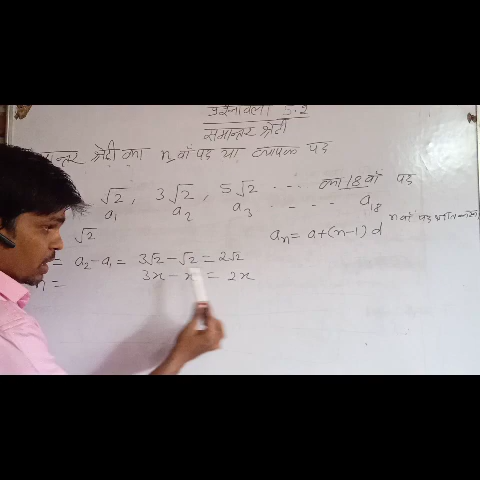 प्रश्नावली 5.2
समान्तर श्रेढ़ी
श्रेढ़ी का n वाँ पद या व्यापक पद
√2, 3√2, 5√2 ... का 18 वाँ पद
a₁ a₂ a₃ ..... a₁₈
√2
aₙ = a+(n-1) d
n वाँ पद
= a₂-a₁ = 3√2-√2 = 2√2
3x-x = 2x
n =